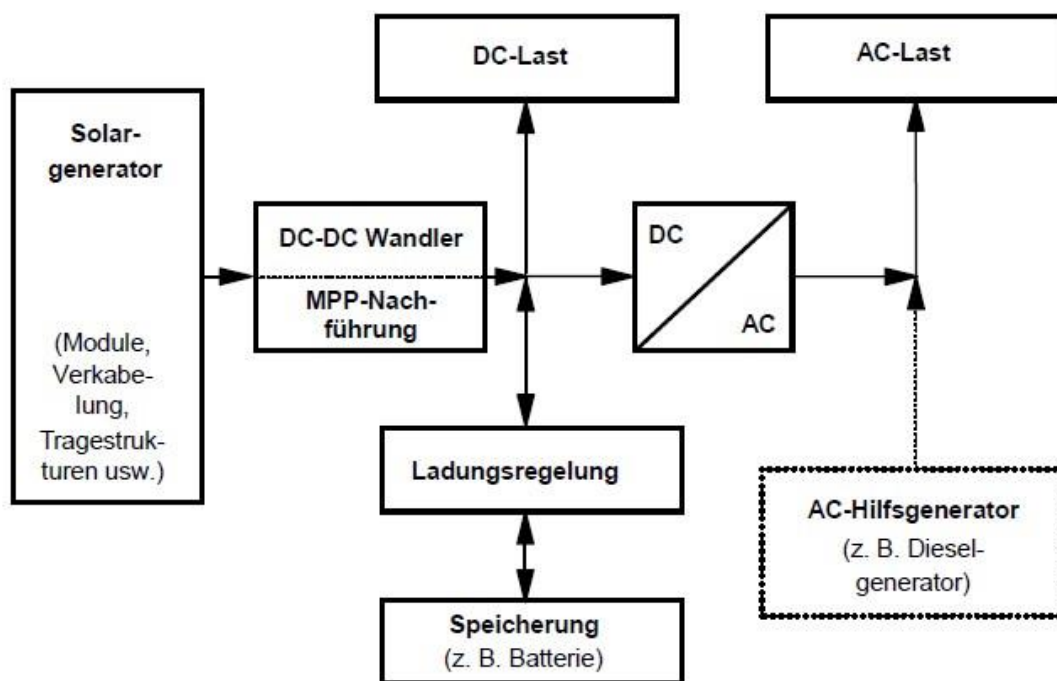 DC-Last
AC-Last
Solar-
generator
(Module,
Verkabe-
lung,
Tragestruk-
turen usw.)
DC-DC Wandler
MPP-Nach-
führung
DC
AC
Ladungsregelung
AC-Hilfsgenerator
(z. B. Diesel-
generator)
Speicherung
(z. B. Batterie)